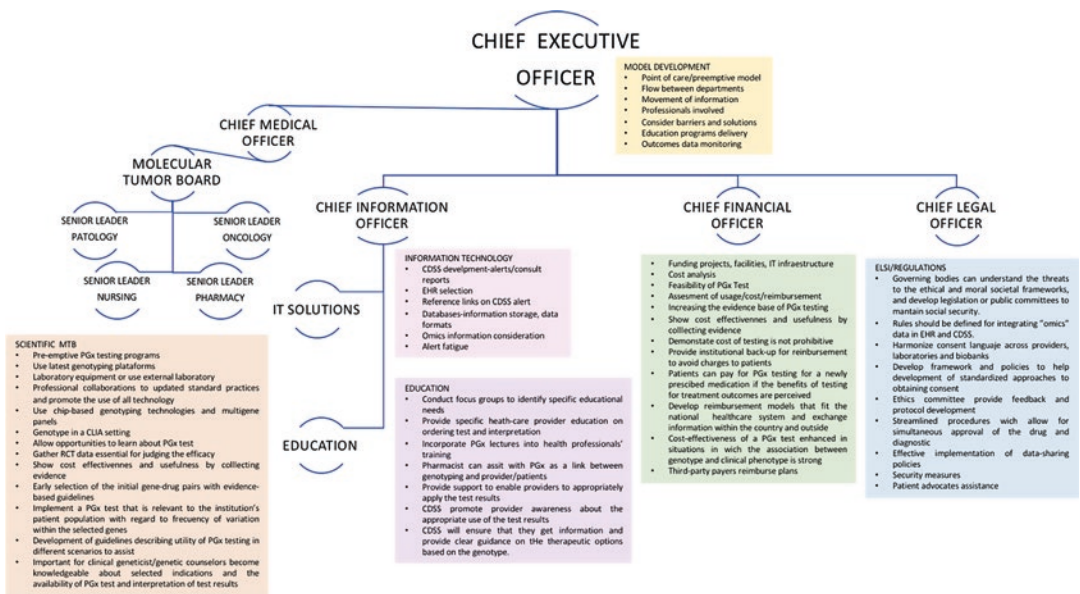 CHIEF EXECUTIVE
OFFICER
MODEL DEVELOPMENT
• Point of care/preemptive model
• Flow between departments
• Movement of information
• Professionals involved
• Consider barriers and solutions
• Education programs delivery
• Outcomes data monitoring
CHIEF MEDICAL
OFFICER
MOLECULAR
TUMOR BOARD
SENIOR LEADER
PATOLOGY
SENIOR LEADER
ONCOLOGY
SENIOR LEADER
NURSING
SENIOR LEADER
PHARMACY
SCIENTIFIC MTB
• Pre-emptive PGx testing programs
• Use latest genotyping plataforms
• Laboratory equipment or use external laboratory
• Professional collaborations to updated standard practices
and promote the use of all technology
• Use chip-based genotyping technologies and multigene
panels
• Genotype in a CLIA setting
• Allow opportunities to learn about PGx test
• Gather RCT data essential for judging the efficacy
• Show cost effectivennes and usefulness by colllecting
evidence
• Early selection of the initial gene-drug pairs with evidence-
based guidelines
• Implement a PGx test that is relevant to the institution's
patient population with regard to frecuency of variation
within the selected genes
• Development of guidelines describing utility of PGx testing in
different scenarios to assist
• Important for clinical geneticist/genetic counselors become
knowledgeable about selected indications and the
availability of PGx test and interpretation of test results
CHIEF INFORMATION
OFFICER
IT SOLUTIONS
INFORMATION TECHNOLOGY
• CDSS develpment-alerts/consult
reports
• EHR selection
• Reference links on CDSS alert
• Databases-information storage, data
formats
• Omics information consideration
• Alert fatigue
EDUCATION
EDUCATION
• Conduct focus groups to identify specific educational
needs
• Provide specific heath-care provider education on
ordering test and interpretation
• Incorporate PGx lectures into health professionals'
training
• Pharmacist can assit with PGx as a link between
genotyping and provider/patients
• Provide support to enable providers to appropriately
apply the test results
• CDSS promote provider awareness about the
appropriate use of the test results
• CDSS will ensure that they get information and
provide clear guidance on tHe therapeutic options
based on the genotype.
CHIEF FINANCIAL
OFFICER
• Funding projects, facilities, IT infraestructure
• Cost analysis
• Feasibility of PGx Test
• Assesment of usage/cost/reimbursement
• Increasing the evidence base of PGx testing
• Show cost effectivennes and usefulness by
colllecting evidence
• Demonstate cost of testing is not prohibitive
• Provide institutional back-up for reimbursement
to avoid charges to patients
• Patients can pay for PGx testing for a newly
prescibed medication if the benefits of testing
for treatment outcomes are perceived
• Develop reimbursement models that fit the
national healthcare system and exchange
information within the country and outside
• Cost-effectiveness of a PGx test enhanced in
situations in wich the association between
genotype and clinical phenotype is strong
• Third-party payers reimburse plans
CHIEF LEGAL
OFFICER
ELSI/REGULATIONS
• Governing bodies can understand the threats
to the ethical and moral societal frameworks,
and develop legislation or public committees to
mantain social security.
• Rules should be defined for integrating "omics"
data in EHR and CDSS.
• Harmonize consent language across providers,
laboratories and biobanks
• Develop framework and policies to help
development of standardized approaches to
obtaining consent
• Ethics committee provide feedback and
protocol development
• Streamlined procedures wich allow for
simultaneous approval of the drug and
diagnostic
• Effective implementation of data-sharing
policies
• Security measures
• Patient advocates assistance